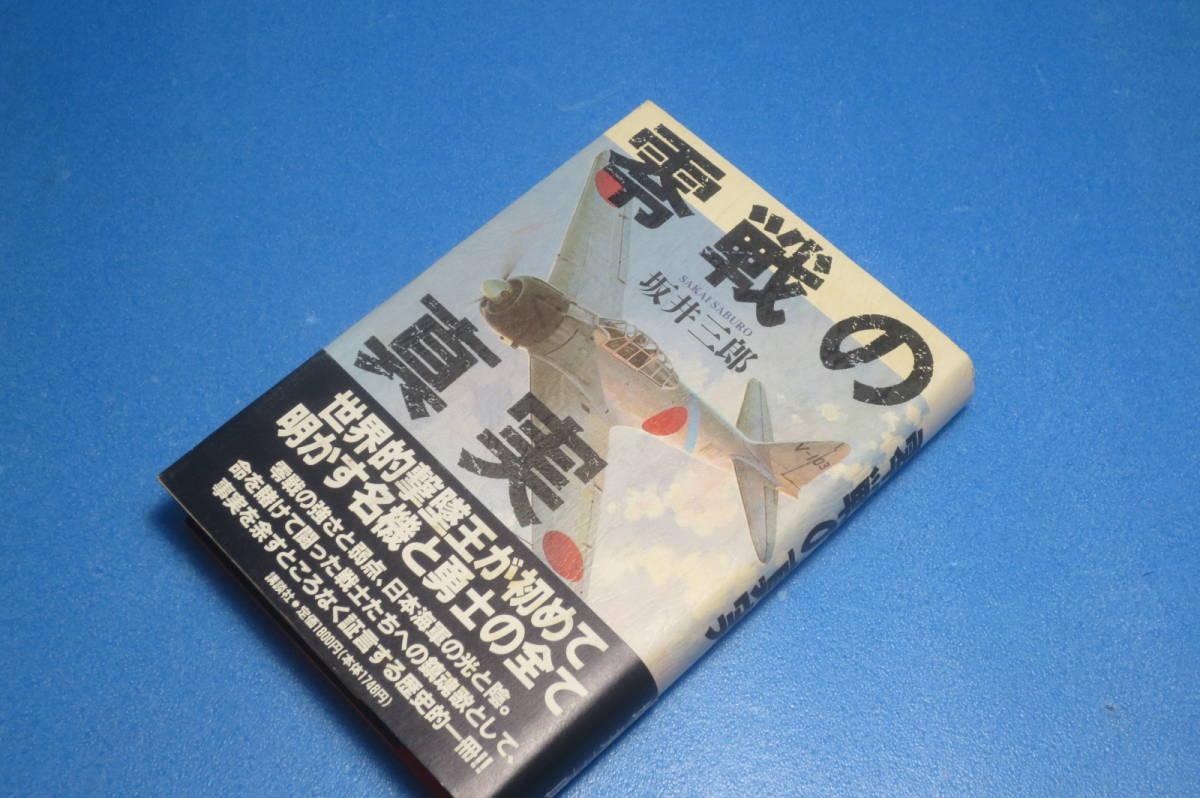 零戦の
真実
SAKAI SABURO
坂井三郎
V-103
世界的撃墜王が初めて
明かす名機と勇士の全て
零戦の強さと弱点、日本海軍の光と陰。
命を賭けて闘った戦士たちへの鎮魂歌として、
事実を余すところなく証言する歴史的一冊!!
講談社●定価1800円(本体1748円)
零戦の真実